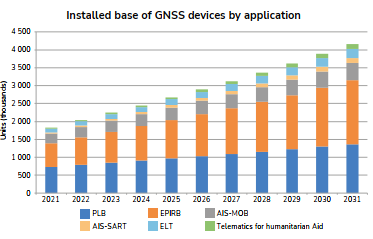 Installed base of GNSS devices by application
Units (thousands)
4 500
4 000
3 500
3 000
2 500
2 000
1 500
1 000
500
0
2021 2022 2023 2024 2025 2026 2027 2028 2029 2030 2031
PLB EPIRB AIS-MOB
AIS-SART ELT Telematics for humanitarian Aid